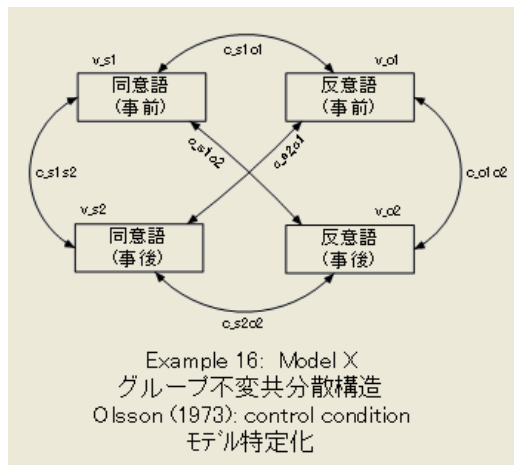 c_s1o1
v_s1
v_o1
同意語
(事前)
反意語
(事前)
c_s1o2
c_s2o1
c_s1s2
c_o1o2
v_s2
v_o2
同意語
(事後)
反意語
(事後)
c_s2o2
Example 16: Model X
グループ不変共分散構造
Olsson (1973): control condition
モデル特定化